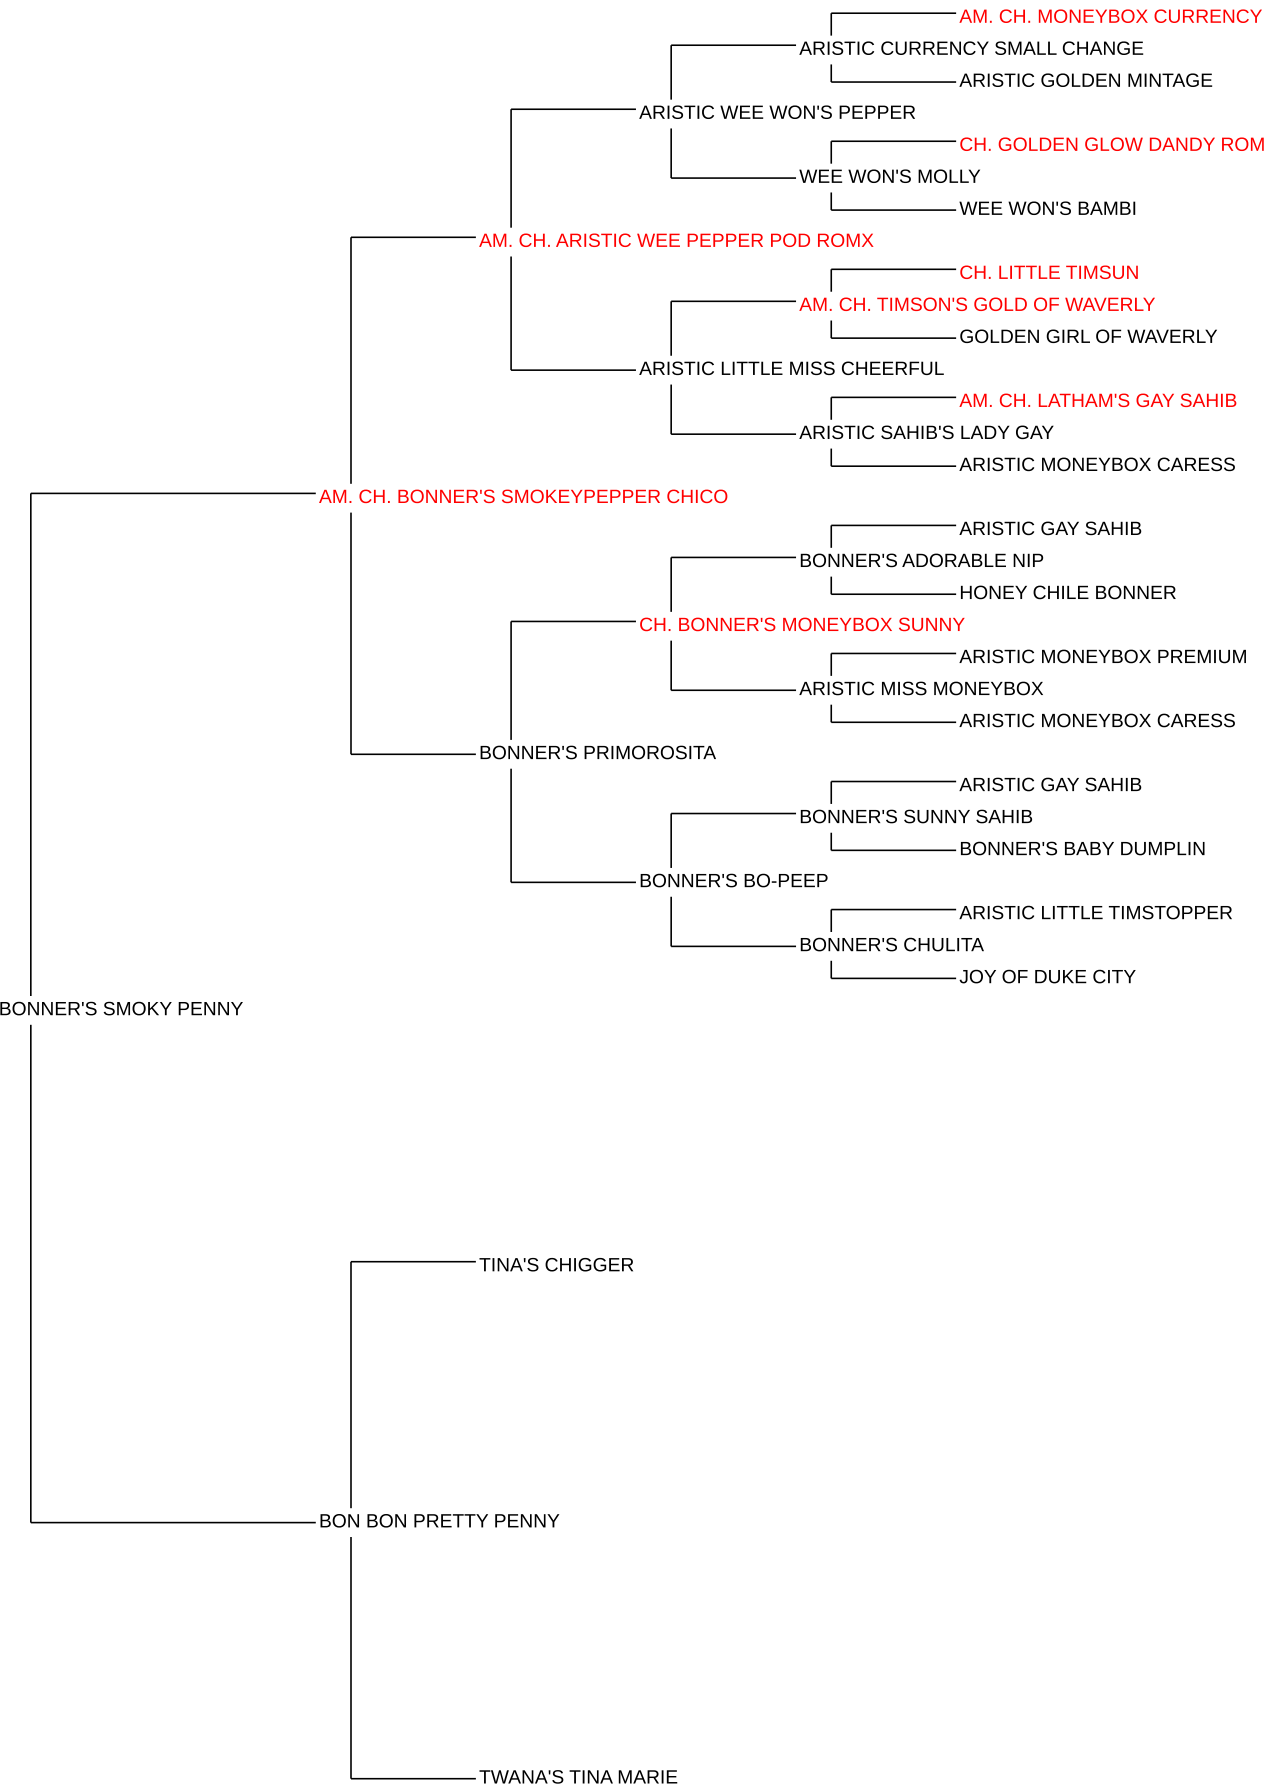 AM. CH. MONEYBOX CURRENCY
ARISTIC CURRENCY SMALL CHANGE
ARISTIC GOLDEN MINTAGE
ARISTIC WEE WON'S PEPPER
CH. GOLDEN GLOW DANDY ROM
WEE WON'S MOLLY
WEE WON'S BAMBI
AM. CH. ARISTIC WEE PEPPER POD ROMX
CH. LITTLE TIMSUN
AM. CH. TIMSON'S GOLD OF WAVERLY
GOLDEN GIRL OF WAVERLY
ARISTIC LITTLE MISS CHEERFUL
AM. CH. LATHAM'S GAY SAHIB
ARISTIC SAHIB'S LADY GAY
ARISTIC MONEYBOX CARESS
AM. CH. BONNER'S SMOKEYPEPPER CHICO
ARISTIC GAY SAHIB
BONNER'S ADORABLE NIP
HONEY CHILE BONNER
CH. BONNER'S MONEYBOX SUNNY
ARISTIC MONEYBOX PREMIUM
ARISTIC MISS MONEYBOX
ARISTIC MONEYBOX CARESS
BONNER'S PRIMOROSITA
ARISTIC GAY SAHIB
BONNER'S SUNNY SAHIB
BONNER'S BABY DUMPLIN
BONNER'S BO-PEEP
ARISTIC LITTLE TIMSTOPPER
BONNER'S CHULITA
JOY OF DUKE CITY
BONNER'S SMOKY PENNY
TINA'S CHIGGER
BON BON PRETTY PENNY
TWANA'S TINA MARIE